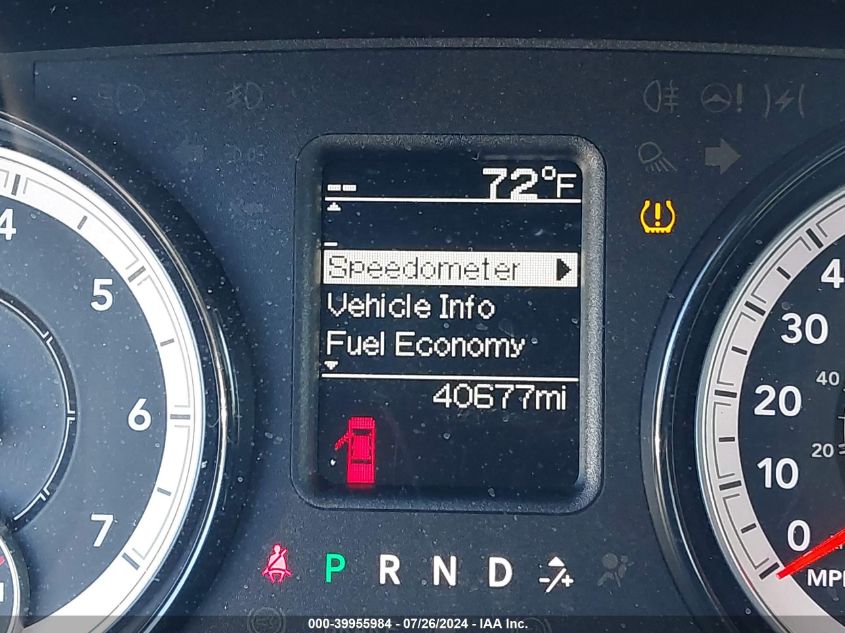 72°F
Speedometer
Vehicle Info
Fuel Economy
40677mi
4
5
6
7
4
30
20
10
0
40
20
MPH
P R N D
000-39955984 / 07/26/2024 - IAA Inc.